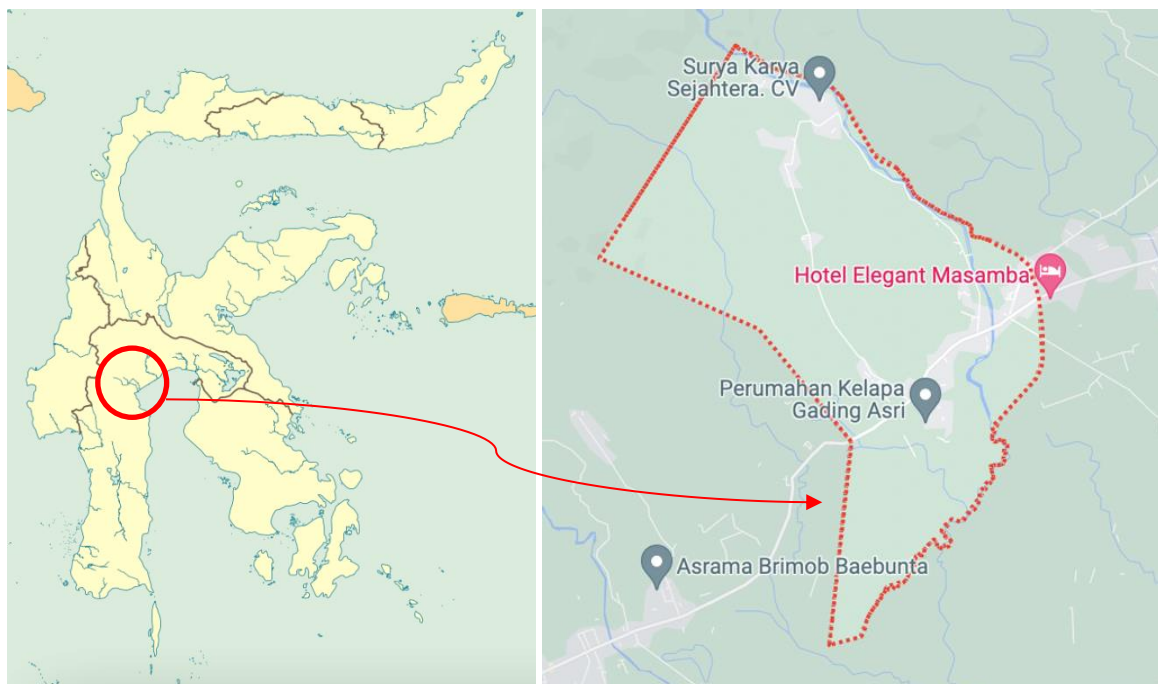 Surya Karya
Sejahtera. CV
Hotel Elegant Masamba
Perumahan Kelapa
Gading Asri
Asrama Brimob Baebunta